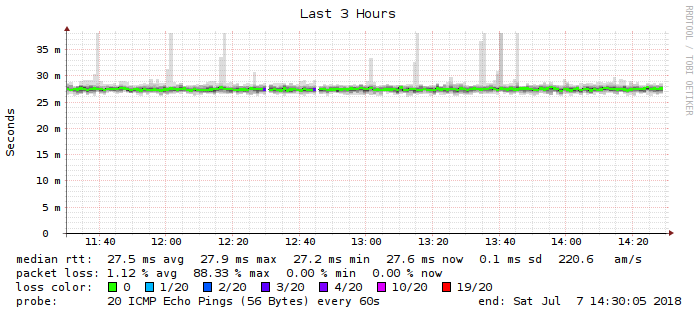 Last 3 Hours
RRDTOOL / TOBI OETIKER
Seconds
35 m
30 m
25 m
20 m
15 m
10 m
5 m
0
11:40 12:00 12:20 12:40 13:00 13:20 13:40 14:00 14:20
median rtt: 27.5 ms avg 27.9 ms max 27.2 ms min 27.6 ms now 0.1 ms sd 220.6 am/s
packet loss: 1.12 % avg 88.33 % max 0.00 % min 0.00 % now
loss color: 0 1/20 2/20 3/20 4/20 10/20 19/20
probe: 20 ICMP Echo Pings (56 Bytes) every 60s end: Sat Jul 7 14:30:05 2018